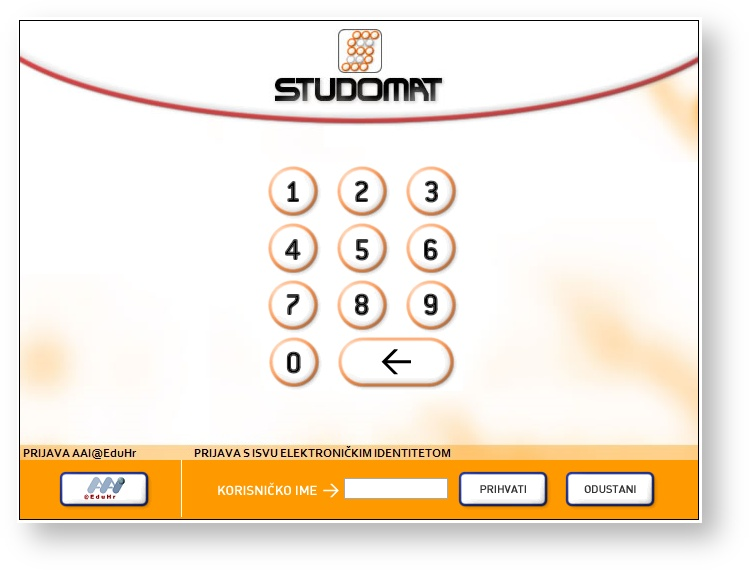 STUDOMAT
1 2 3
4 5 6
7 8 9
0 ←
PRIJAVA AAI@EduHr PRIJAVA S ISVU ELEKTRONIČKIM IDENTITETOM
AAI @EduHr KORISNIČKO IME → PRIHVATI ODUSTANI